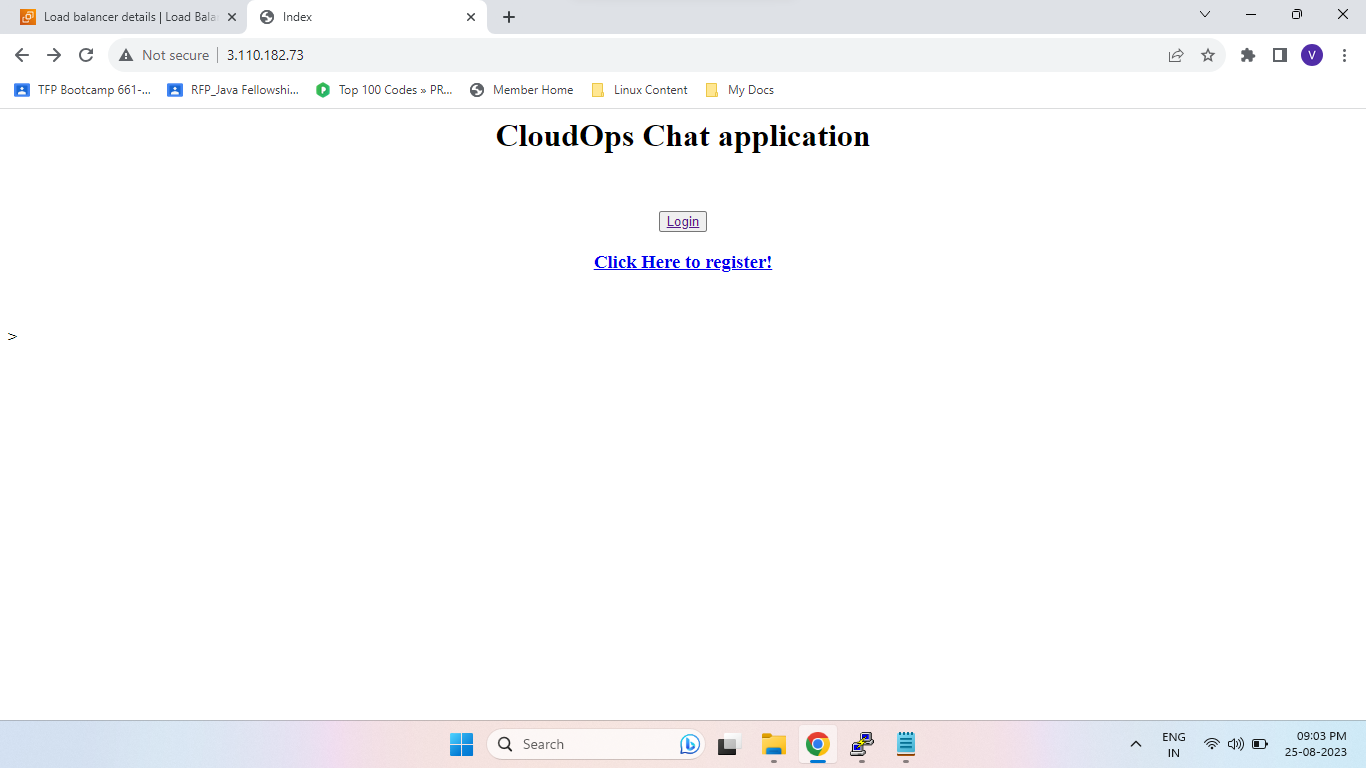 Load balancer details | Load Bala
Index
Not secure
3.110.182.73
V
TFP Bootcamp 661-...
RFP_Java Fellowshi...
Top 100 Codes » PR...
Member Home
Linux Content
My Docs
CloudOps Chat application
Login
Click Here to register!
>
Search
ENG
IN
09:03 PM
25-08-2023